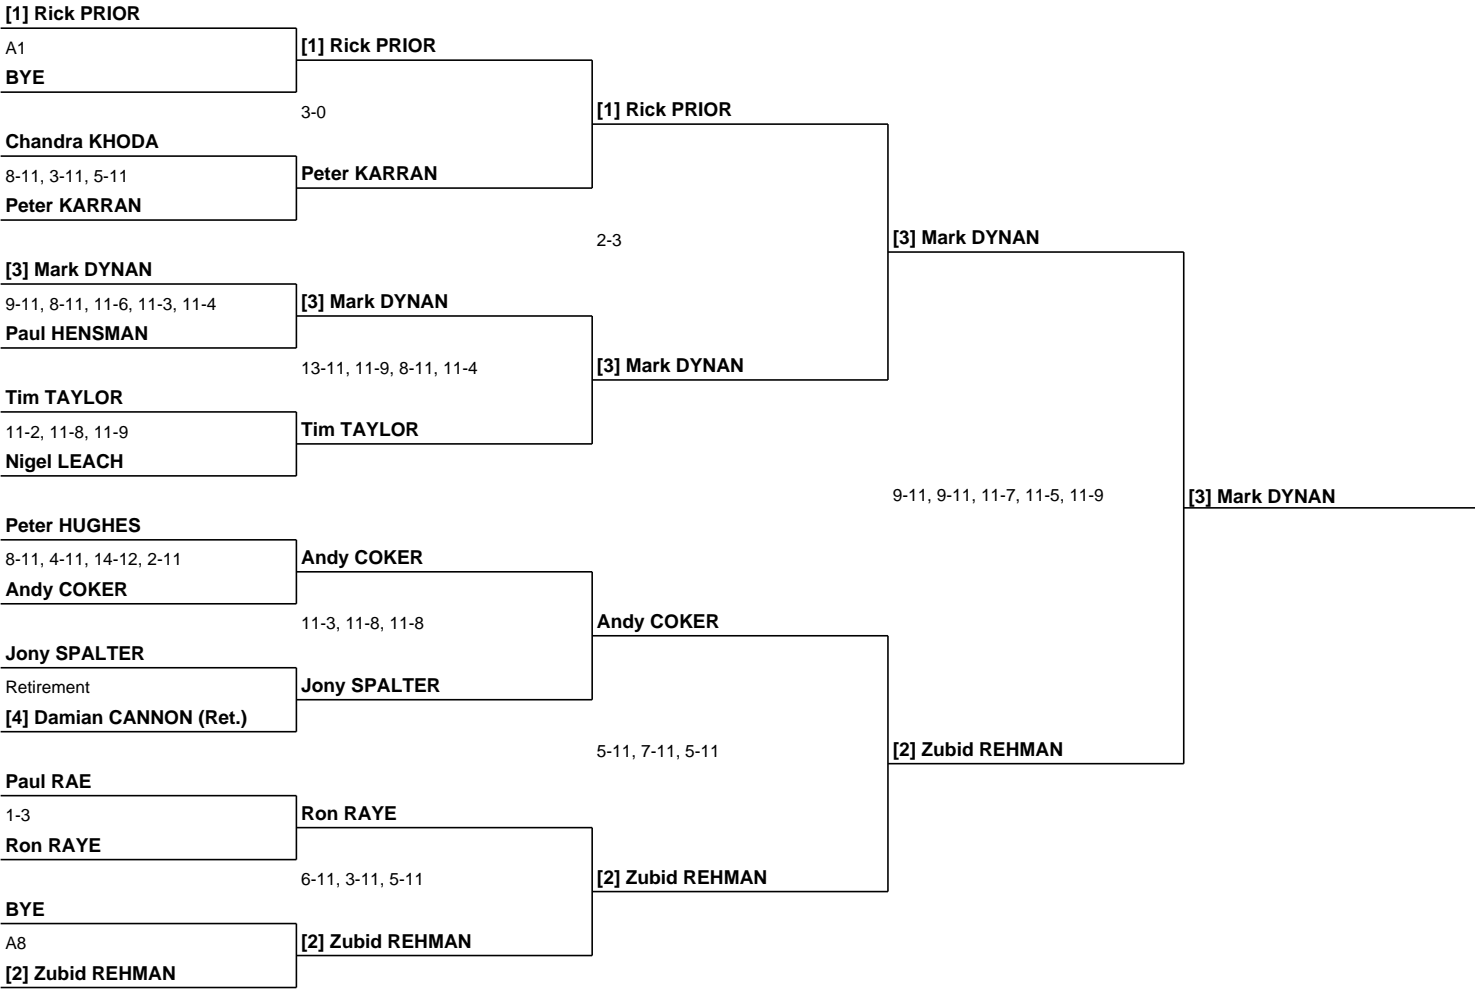 [1] Rick PRIOR
A1
BYE
Chandra KHODA
8-11, 3-11, 5-11
Peter KARRAN
[3] Mark DYNAN
9-11, 8-11, 11-6, 11-3, 11-4
Paul HENSMAN
Tim TAYLOR
11-2, 11-8, 11-9
Nigel LEACH
Peter HUGHES
8-11, 4-11, 14-12, 2-11
Andy COKER
Jony SPALTER
Retirement
[4] Damian CANNON (Ret.)
Paul RAE
1-3
Ron RAYE
BYE
A8
[2] Zubid REHMAN
[1] Rick PRIOR
3-0
Peter KARRAN
[3] Mark DYNAN
13-11, 11-9, 8-11, 11-4
Tim TAYLOR
Andy COKER
11-3, 11-8, 11-8
Jony SPALTER
Ron RAYE
6-11, 3-11, 5-11
[2] Zubid REHMAN
[1] Rick PRIOR
2-3
[3] Mark DYNAN
Andy COKER
5-11, 7-11, 5-11
[2] Zubid REHMAN
[3] Mark DYNAN
9-11, 9-11, 11-7, 11-5, 11-9
[2] Zubid REHMAN
[3] Mark DYNAN